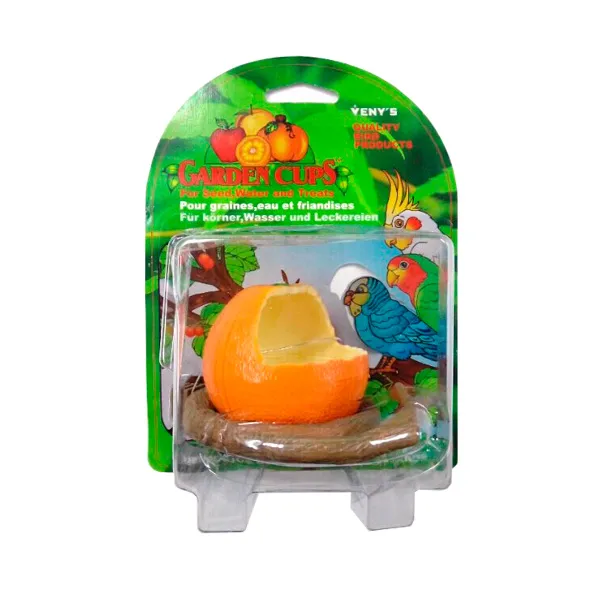 VENY'S
QUALITY
BIRD
PRODUCTS
GARDEN CUPS
For Seed, Water and Treats
Pour graines,eau et friandises
Für körner,Wasser und Leckereien